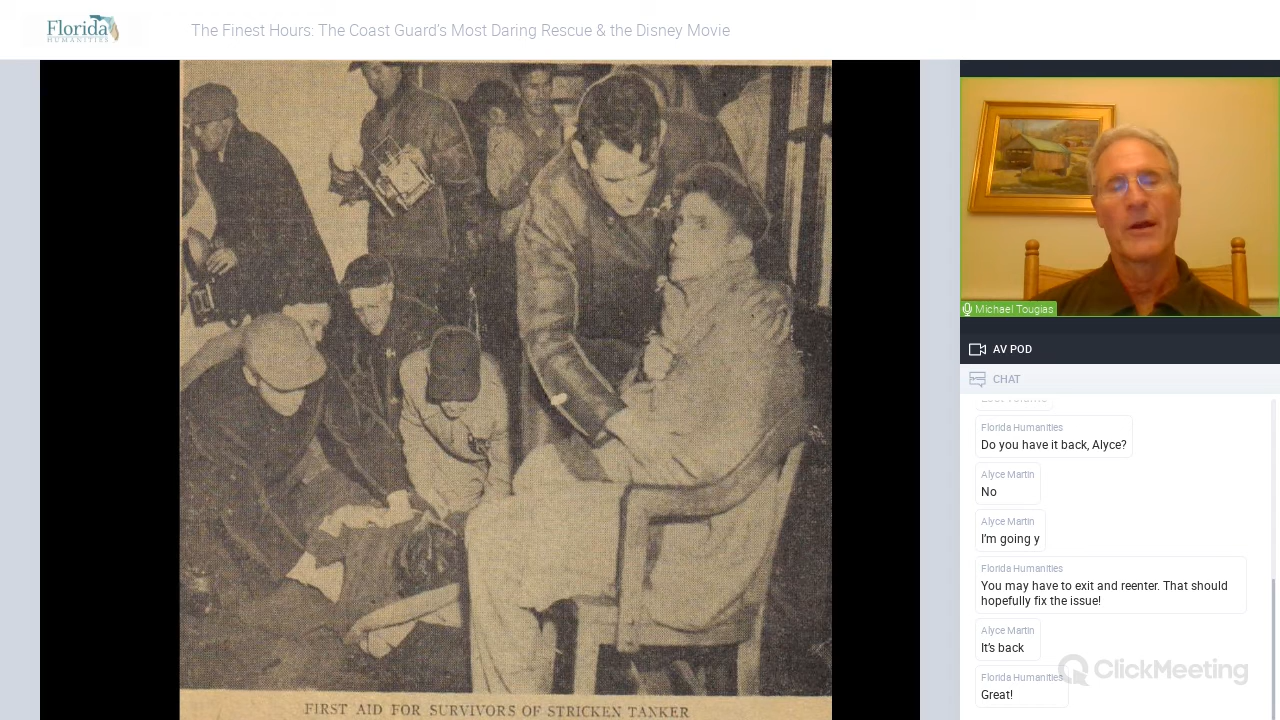 Florida
HUMANITIES
The Finest Hours: The Coast Guard's Most Daring Rescue & the Disney Movie
Michael Tougias
AV POD
CHAT
Florida Humanities
Do you have it back, Alyce?
Alyce Martin
No
Alyce Martin
I'm going y
Florida Humanities
You may have to exit and reenter. That should
hopefully fix the issue!
Alyce Martin
It's back
Florida Humanities
Great!
ClickMeeting
FIRST AID FOR SURVIVORS OF STRICKEN TANKER